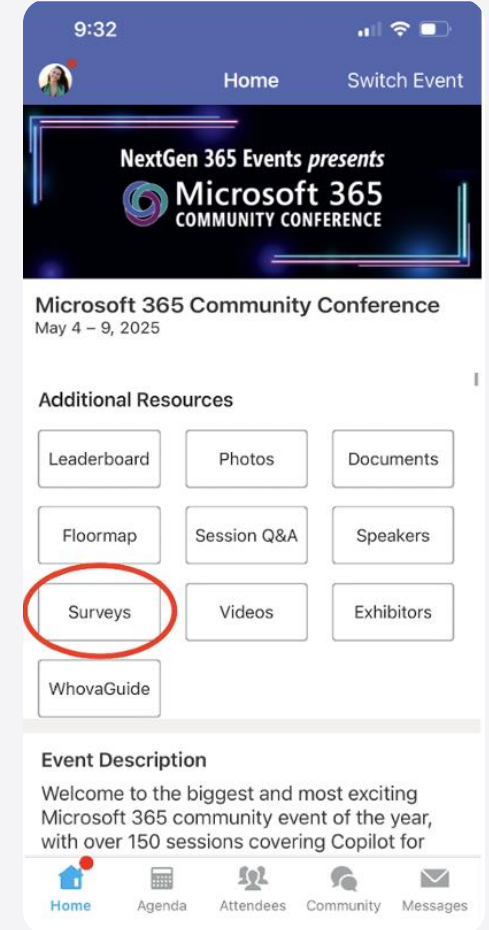 9:32
Home
Switch Event
NextGen 365 Events presents
Microsoft 365
COMMUNITY CONFERENCE
Microsoft 365 Community Conference
May 4 – 9, 2025
Additional Resources
Leaderboard
Photos
Documents
Floormap
Session Q&A
Speakers
Surveys
Videos
Exhibitors
WhovaGuide
Event Description
Welcome to the biggest and most exciting
Microsoft 365 community event of the year,
with over 150 sessions covering Copilot for
Home
Agenda
Attendees
Community
Messages